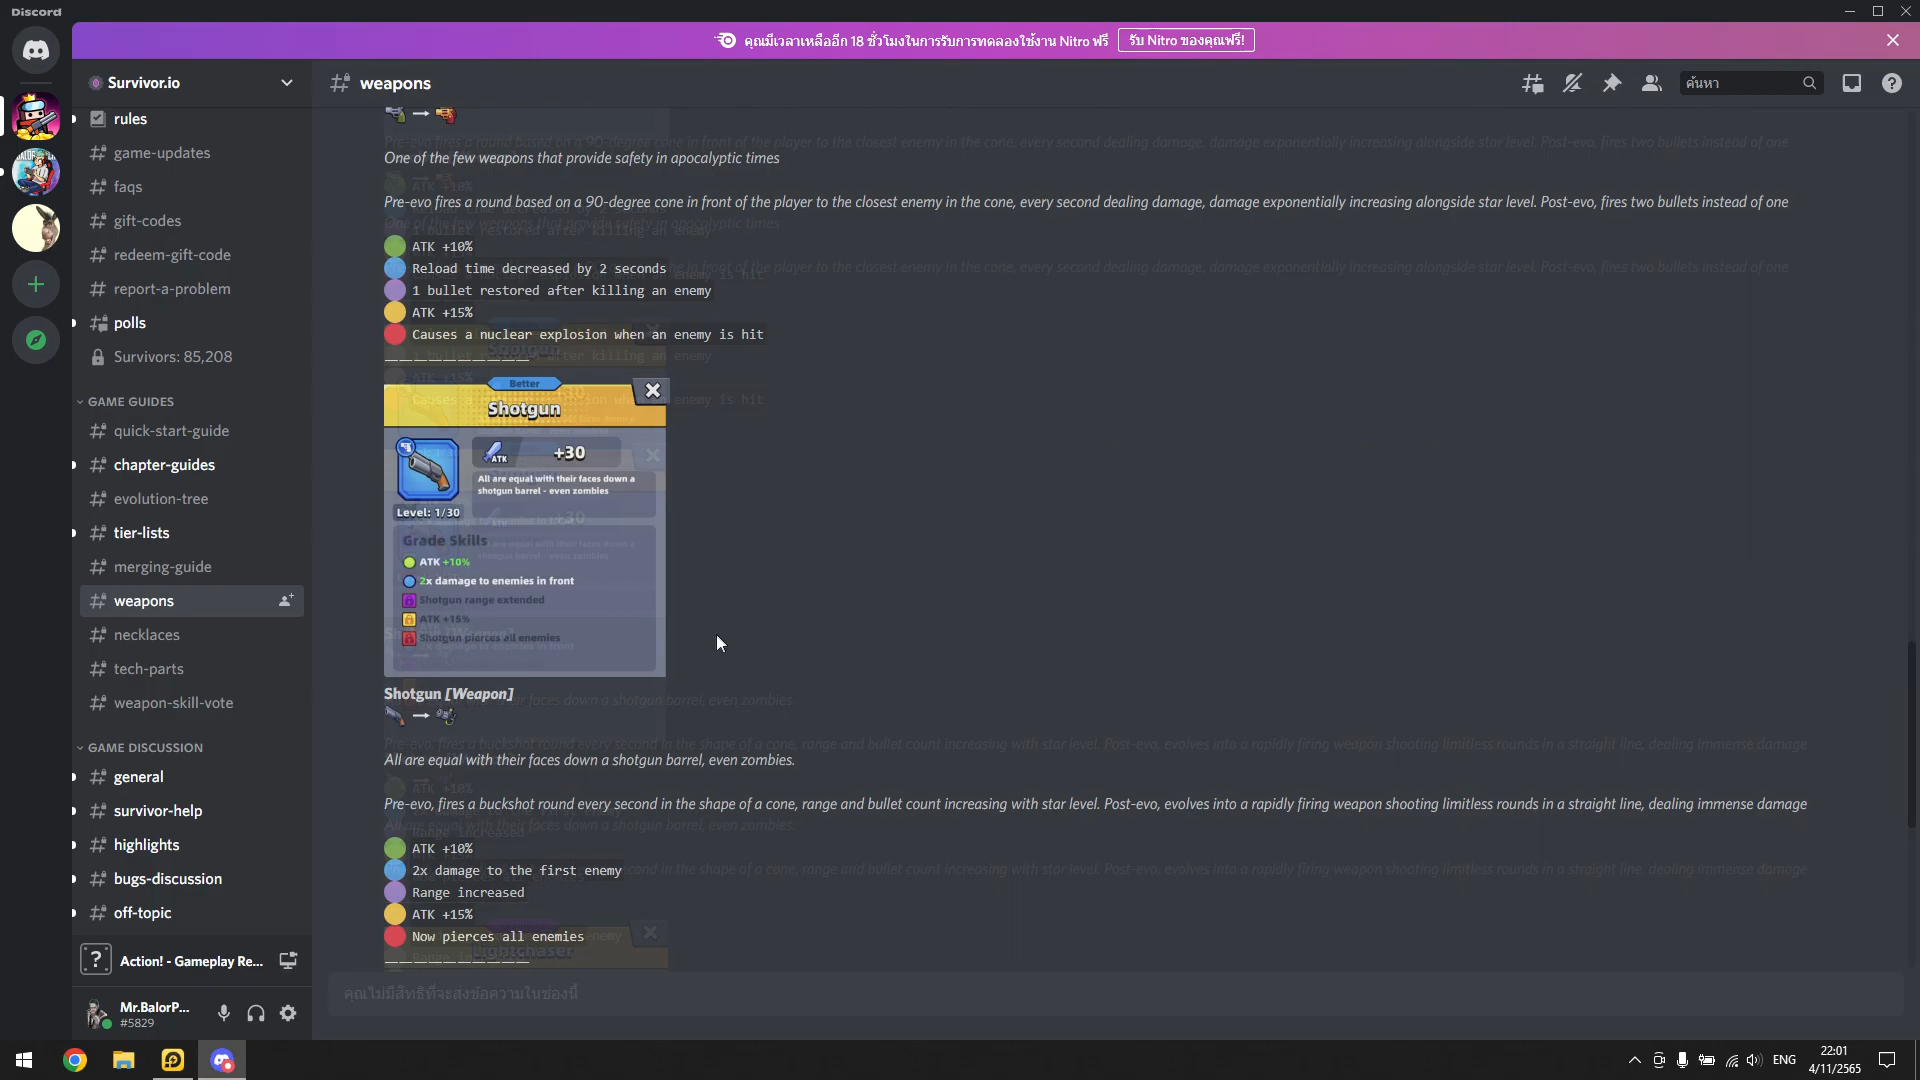 Discord
คุณมีเวลาเหลืออีก 18 ชั่วโมงในการรับการทดลองใช้งาน Nitro ฟรี
รับ Nitro ของคุณฟรี!
Survivor.io
weapons
ค้นหา
rules
game-updates
faqs
gift-codes
redeem-gift-code
report-a-problem
polls
Survivors: 85,208
GAME GUIDES
quick-start-guide
chapter-guides
evolution-tree
tier-lists
merging-guide
weapons
necklaces
tech-parts
weapon-skill-vote
GAME DISCUSSION
general
survivor-help
highlights
bugs-discussion
off-topic
Action! - Gameplay Re...
Mr.BalorP...
#5829
One of the few weapons that provide safety in apocalyptic times
Pre-evo fires a round based on a 90-degree cone in front of the player to the closest enemy in the cone, every second dealing damage, damage exponentially increasing alongside star level. Post-evo, fires two bullets instead of one
ATK +10%
Reload time decreased by 2 seconds
1 bullet restored after killing an enemy
ATK +15%
Causes a nuclear explosion when an enemy is hit
Better
Shotgun
ATK
+30
All are equal with their faces down a
shotgun barrel - even zombies
Level: 1/30
Grade Skills
ATK +10%
2x damage to enemies in front
Shotgun range extended
ATK +15%
Shotgun pierces all enemies
Shotgun [Weapon]
All are equal with their faces down a shotgun barrel, even zombies.
Pre-evo, fires a buckshot round every second in the shape of a cone, range and bullet count increasing with star level. Post-evo, evolves into a rapidly firing weapon shooting limitless rounds in a straight line, dealing immense damage
ATK +10%
2x damage to the first enemy
Range increased
ATK +15%
Now pierces all enemies
Lightchaser
คุณไม่มีสิทธิที่จะส่งข้อความในช่องนี้
ENG
22:01
4/11/2565